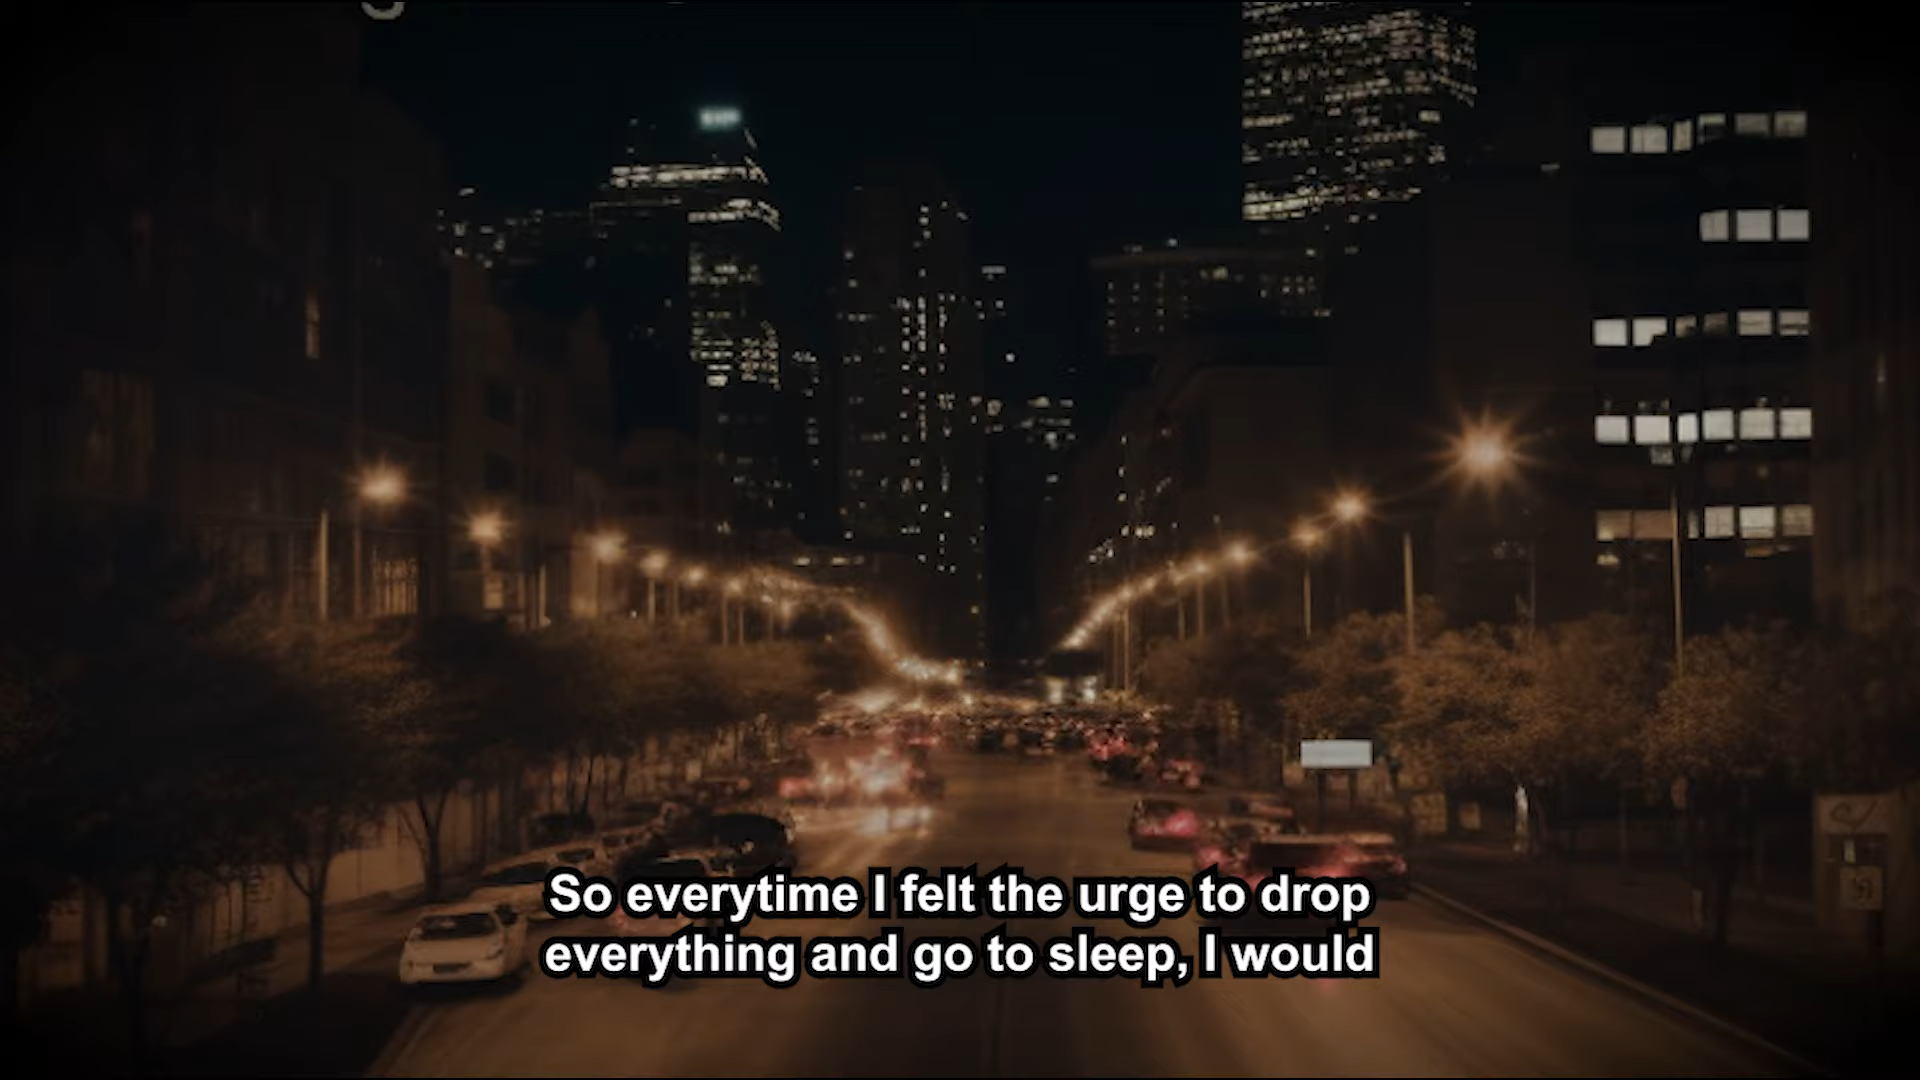 So everytime I felt the urge to drop
everything and go to sleep, I would